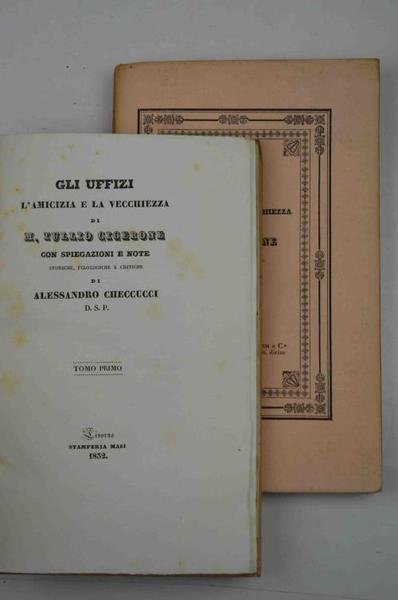 GLI UFFIZI
L'AMICIZIA E LA VECCHIEZZA
DI
M. TULLIO CICERONE
CON SPIEGAZIONI E NOTE
STORICHE, FILOLOGICHE E CRITICHE
DI
ALESSANDRO CHECCUCCI
D. S. P.
TOMO PRIMO
Livorno
STAMPERIA MASI
1852.
HIEZZA
NE
E C.º